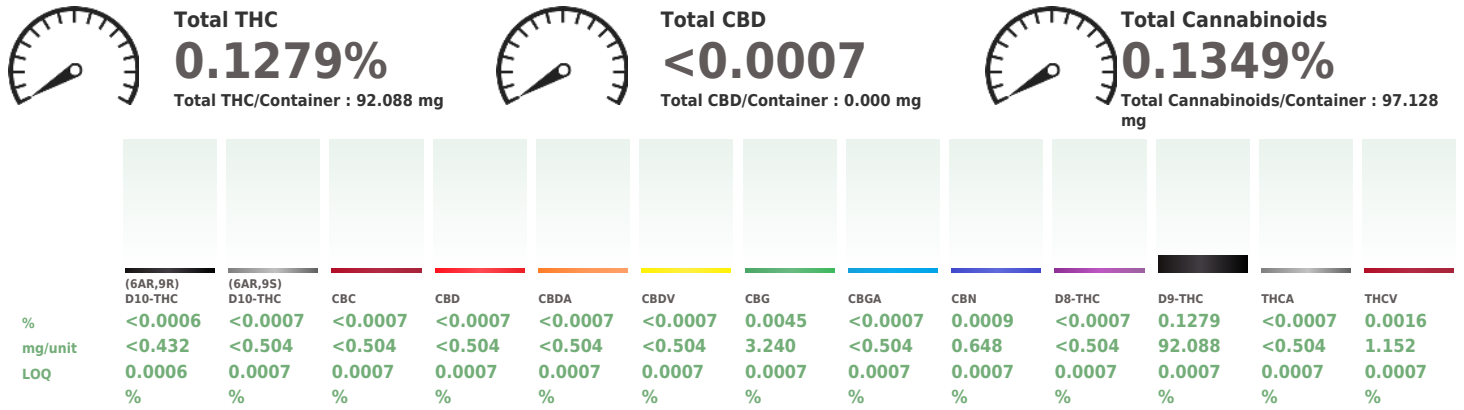 Total THC
0.1279%
Total THC/Container : 92.088 mg
Total CBD
<0.0007
Total CBD/Container : 0.000 mg
Total Cannabinoids
0.1349%
Total Cannabinoids/Container : 97.128
mg
(6AR,9R) (6AR,9S)
D10-THC D10-THC CBC CBD CBDA CBDV CBG CBGA CBN D8-THC D9-THC THCA THCV
% <0.0006 <0.0007 <0.0007 <0.0007 <0.0007 <0.0007 0.0045 <0.0007 0.0009 <0.0007 0.1279 <0.0007 0.0016
mg/unit <0.432 <0.504 <0.504 <0.504 <0.504 <0.504 3.240 <0.504 0.648 <0.504 92.088 <0.504 1.152
LOQ 0.0006 0.0007 0.0007 0.0007 0.0007 0.0007 0.0007 0.0007 0.0007 0.0007 0.0007 0.0007 0.0007
% % % % % % % % % % % % %